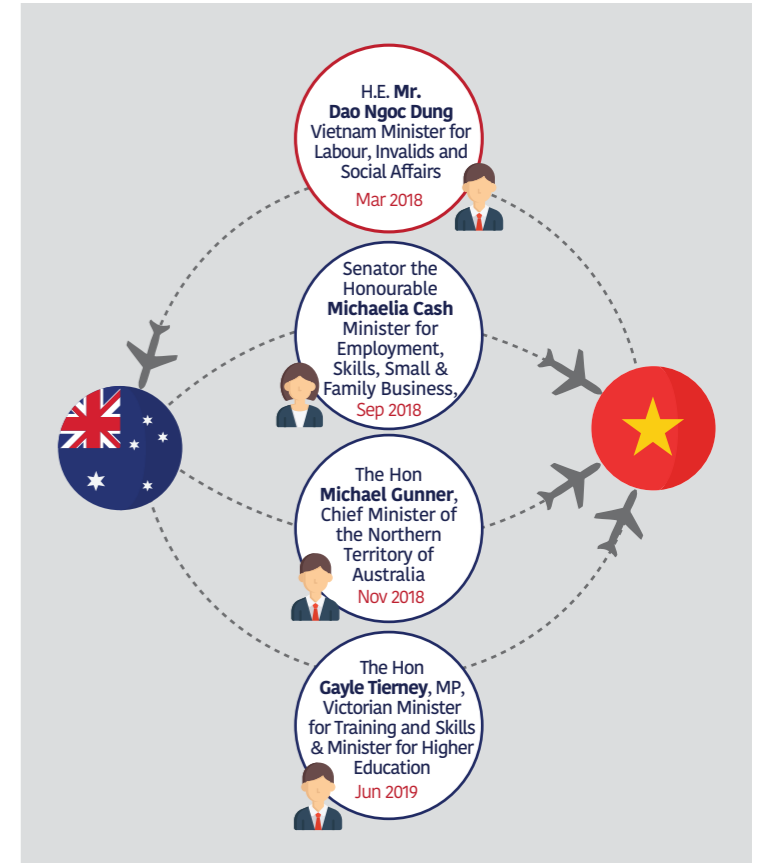 H.E. Mr.
Dao Ngoc Dung
Vietnam Minister for
Labour, Invalids and
Social Affairs
Mar 2018
Senator the
Honourable
Michaelia Cash
Minister for
Employment,
Skills, Small &
Family Business,
Sep 2018
The Hon
Michael Gunner,
Chief Minister of
the Northern
Territory of
Australia
Nov 2018
The Hon
Gayle Tierney, MP,
Victorian Minister
for Training and Skills
& Minister for Higher
Education
Jun 2019